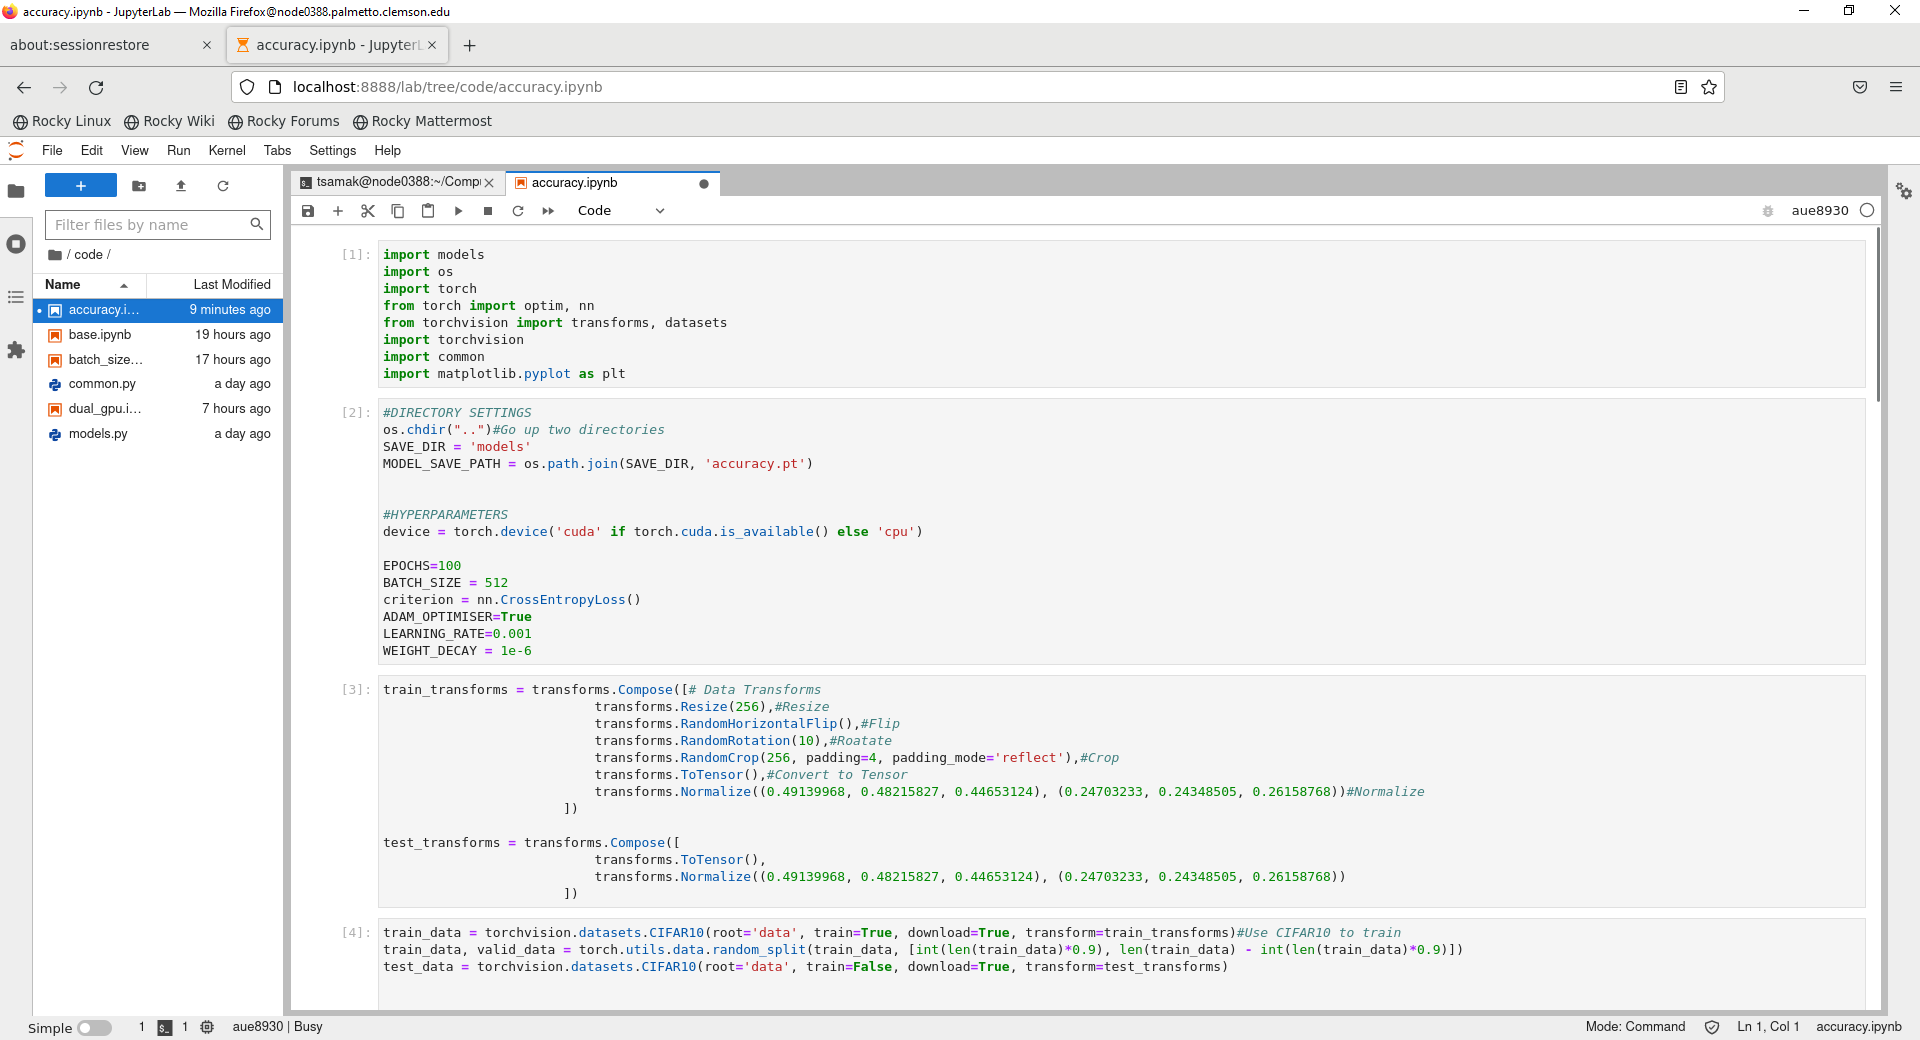 accuracy.ipynb - JupyterLab — Mozilla Firefox@node0388.palmetto.clemson.edu
about:sessionrestore
accuracy.ipynb - JupyterL
localhost:8888/lab/tree/code/accuracy.ipynb
Rocky Linux Rocky Wiki Rocky Forums Rocky Mattermost
File Edit View Run Kernel Tabs Settings Help
Filter files by name
/ code /
Name Last Modified
accuracy.i… 9 minutes ago
base.ipynb 19 hours ago
batch_size… 17 hours ago
common.py a day ago
dual_gpu.i… 7 hours ago
models.py a day ago
tsamak@node0388:~/Comp
accuracy.ipynb
Code
aue8930
[1]:
import models
import os
import torch
from torch import optim, nn
from torchvision import transforms, datasets
import torchvision
import common
import matplotlib.pyplot as plt
[2]:
#DIRECTORY SETTINGS
os.chdir("..")#Go up two directories
SAVE_DIR = 'models'
MODEL_SAVE_PATH = os.path.join(SAVE_DIR, 'accuracy.pt')
#HYPERPARAMETERS
device = torch.device('cuda' if torch.cuda.is_available() else 'cpu')
EPOCHS=100
BATCH_SIZE = 512
criterion = nn.CrossEntropyLoss()
ADAM_OPTIMISER=True
LEARNING_RATE=0.001
WEIGHT_DECAY = 1e-6
[3]:
train_transforms = transforms.Compose([# Data Transforms
transforms.Resize(256),#Resize
transforms.RandomHorizontalFlip(),#Flip
transforms.RandomRotation(10),#Roatate
transforms.RandomCrop(256, padding=4, padding_mode='reflect'),#Crop
transforms.ToTensor(),#Convert to Tensor
transforms.Normalize((0.49139968, 0.48215827, 0.44653124), (0.24703233, 0.24348505, 0.26158768))#Normalize
])
test_transforms = transforms.Compose([
transforms.ToTensor(),
transforms.Normalize((0.49139968, 0.48215827, 0.44653124), (0.24703233, 0.24348505, 0.26158768))
])
[4]:
train_data = torchvision.datasets.CIFAR10(root='data', train=True, download=True, transform=train_transforms)#Use CIFAR10 to train
train_data, valid_data = torch.utils.data.random_split(train_data, [int(len(train_data)*0.9), len(train_data) - int(len(train_data)*0.9)])
test_data = torchvision.datasets.CIFAR10(root='data', train=False, download=True, transform=test_transforms)
Simple 1 1 aue8930 | Busy
Mode: Command Ln 1, Col 1 accuracy.ipynb